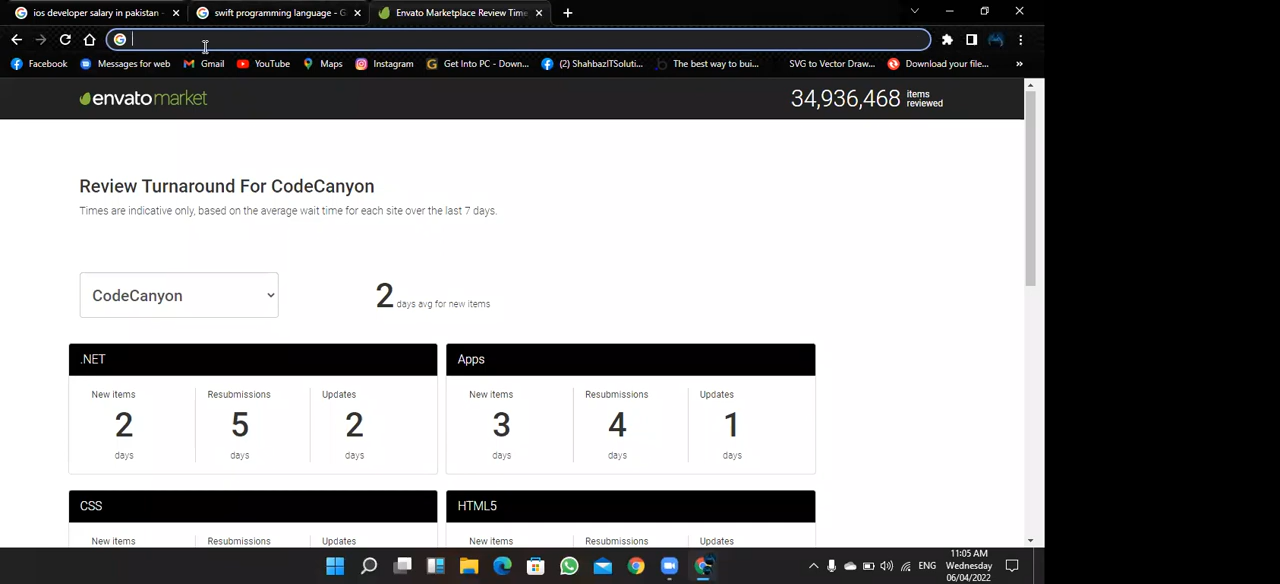 ios developer salary in pakistan -
swift programming language - G
Envato Marketplace Review Time
Facebook
Messages for web
Gmail
YouTube
Maps
Instagram
Get Into PC - Down...
(2) ShahbazITSoluti...
The best way to bui...
SVG to Vector Draw...
Download your file...
»
envatomarket
34,936,468 items reviewed
Review Turnaround For CodeCanyon
Times are indicative only, based on the average wait time for each site over the last 7 days.
CodeCanyon
2 days avg for new items
.NET
New items
Resubmissions
Updates
2
5
2
days
days
days
Apps
New items
Resubmissions
Updates
3
4
1
days
days
days
CSS
New items
Resubmissions
Updates
HTML5
New items
Resubmissions
Updates
ENG
11:05 AM
Wednesday
06/04/2022